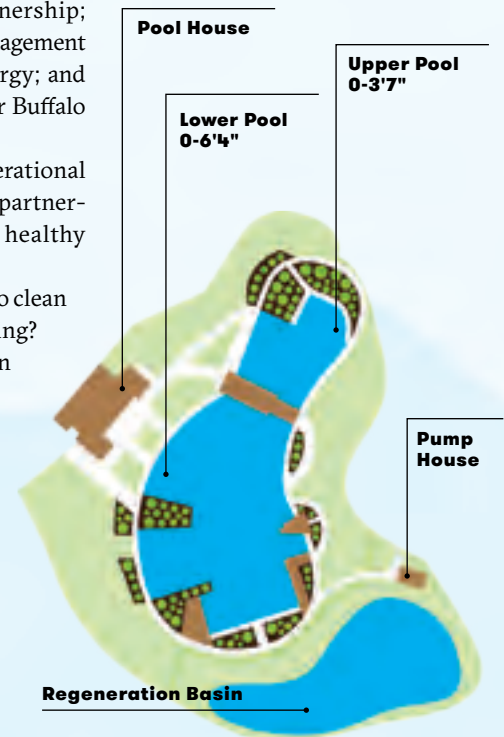 nership;
agement
rgy; and
r Buffalo
erational
partner-
healthy
o clean
ing?
n
Pool House
Upper Pool
0-3'7"
Lower Pool
0-6'4"
Pump
House
Regeneration Basin